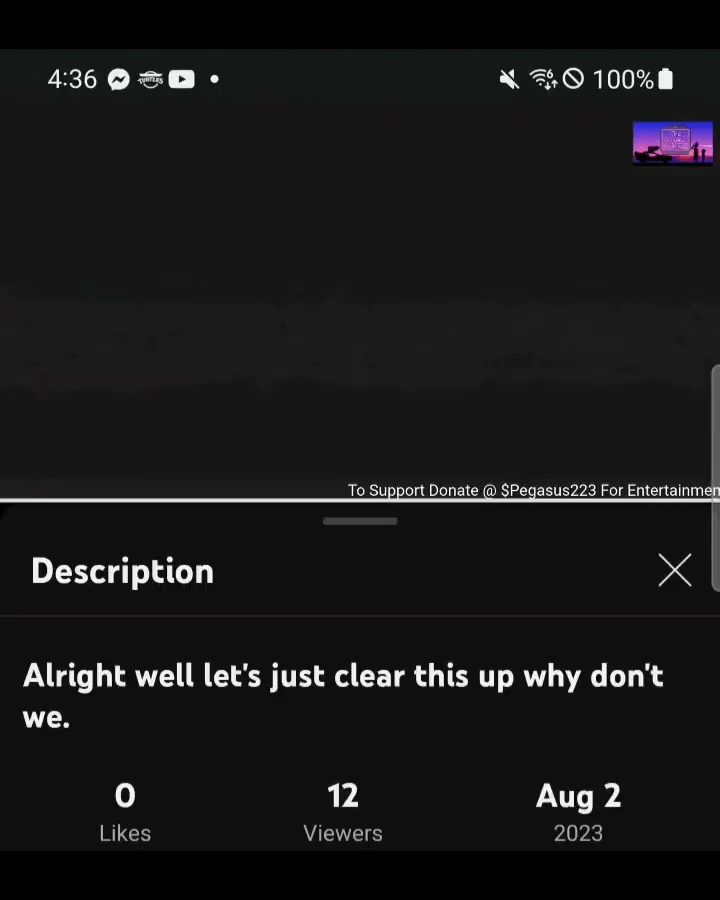 4:36
100%
To Support Donate @ $Pegasus223 For Entertainmen
Description
Alright well let's just clear this up why don't
we.
0 12 Aug 2
Likes Viewers 2023